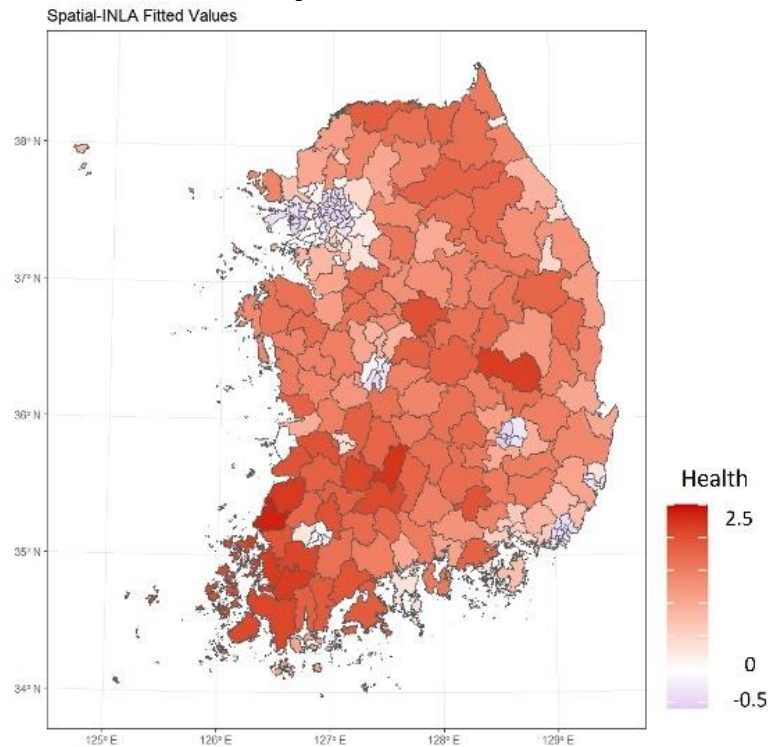 Spatial-INLA Fitted Values
38° N
37° N
36° N
35° N
34° N
125° E
126° E
127° E
128° E
129° E
Health
2.5
0
-0.5